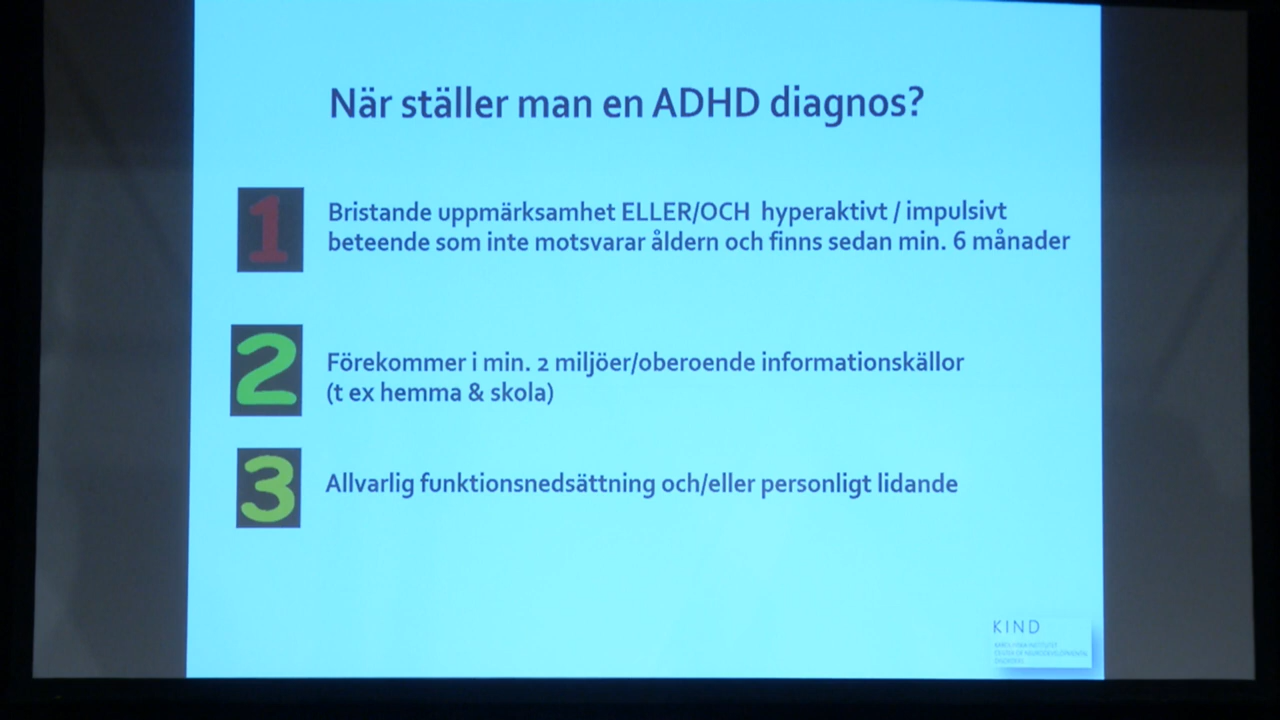 När ställer man en ADHD diagnos?
1
Bristande uppmärksamhet ELLER/OCH hyperaktivt / impulsivt
beteende som inte motsvarar åldern och finns sedan min. 6 månader
2
Förekommer i min. 2 miljöer/oberoende informationskällor
(t ex hemma & skola)
3
Allvarlig funktionsnedsättning och/eller personligt lidande
KIND